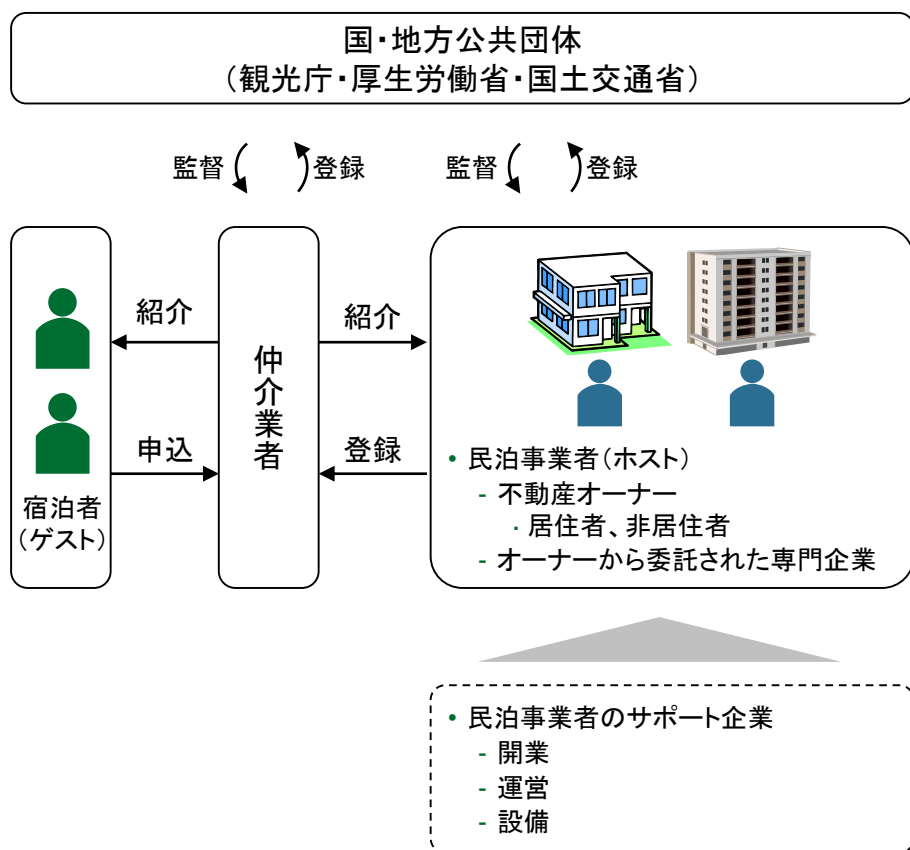 国・地方公共団体
（観光庁・厚生労働省・国土交通省）
監督
登録
監督
登録
紹介
申込
宿泊者
（ゲスト）
仲介業者
紹介
登録
• 民泊事業者（ホスト）
- 不動産オーナー
・居住者、非居住者
- オーナーから委託された専門企業
• 民泊事業者のサポート企業
- 開業
- 運営
- 設備